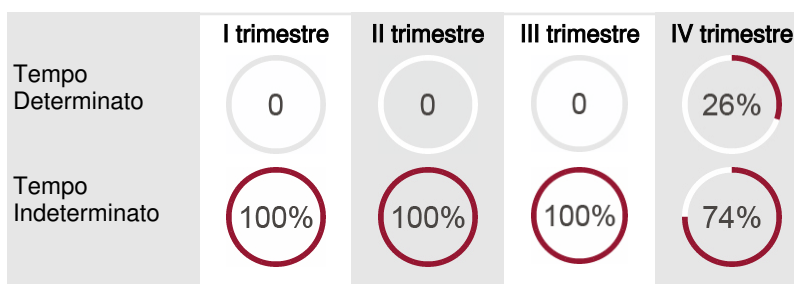 I trimestre II trimestre III trimestre IV trimestre
Tempo
Determinato
0 0 0 26%
Tempo
Indeterminato
100% 100% 100% 74%